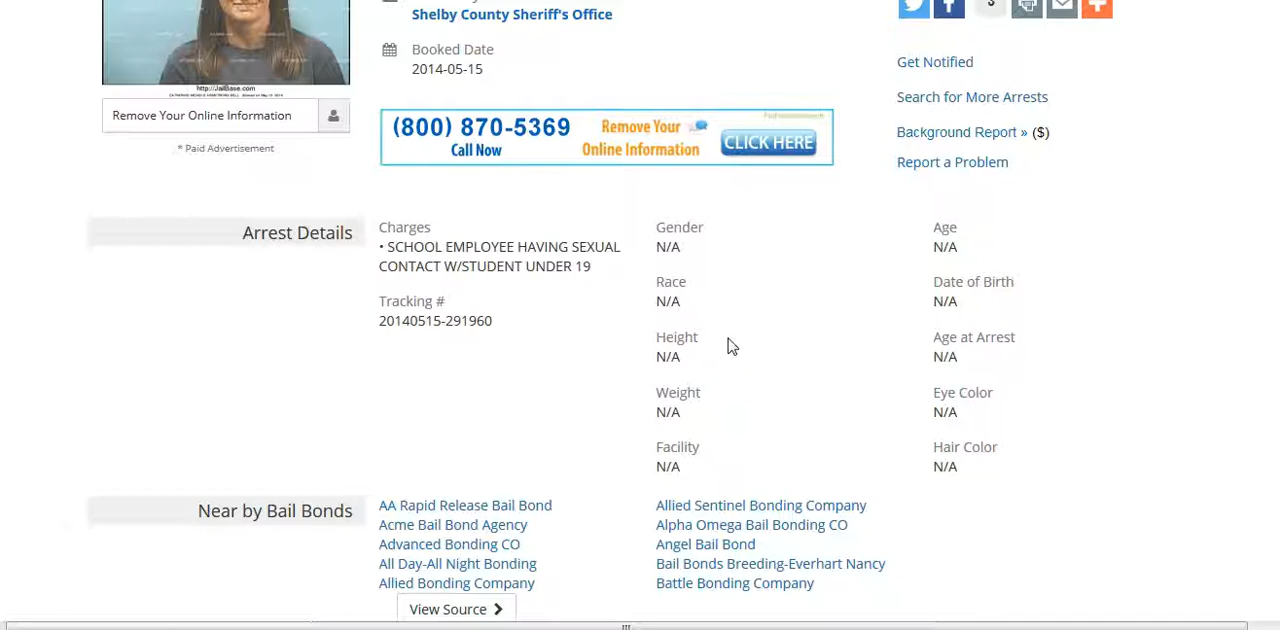 Shelby County Sheriff's Office
Booked Date
2014-05-15
http://JailBase.com
Remove Your Online Information
* Paid Advertisement
(800) 870-5369
Call Now
Remove Your
Online Information
CLICK HERE
3
Get Notified
Search for More Arrests
Background Report » ($)
Report a Problem
Arrest Details
Charges
• SCHOOL EMPLOYEE HAVING SEXUAL
CONTACT W/STUDENT UNDER 19
Tracking #
20140515-291960
Gender
N/A
Race
N/A
Height
N/A
Weight
N/A
Facility
N/A
Age
N/A
Date of Birth
N/A
Age at Arrest
N/A
Eye Color
N/A
Hair Color
N/A
Near by Bail Bonds
AA Rapid Release Bail Bond
Acme Bail Bond Agency
Advanced Bonding CO
All Day-All Night Bonding
Allied Bonding Company
Allied Sentinel Bonding Company
Alpha Omega Bail Bonding CO
Angel Bail Bond
Bail Bonds Breeding-Everhart Nancy
Battle Bonding Company
View Source